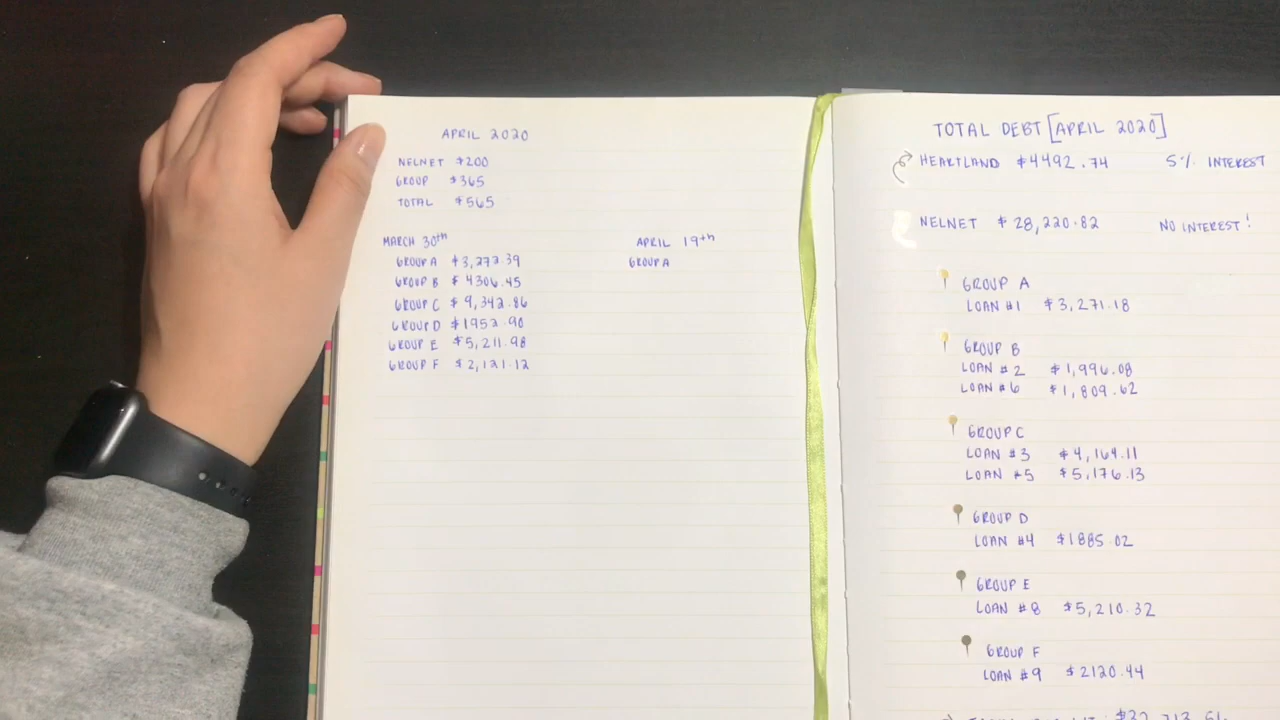 APRIL 2020
NELNET $200
GROUP $365
TOTAL $565
MARCH 30th
GROUP A $3,272.39
GROUP B $4306.45
GROUP C $9,342.86
GROUP D $1952.90
GROUP E $5,211.98
GROUP F $2,121.12
APRIL 19th
GROUP A
TOTAL DEBT [APRIL 2020]
HEARTLAND $4492.74 5% INTEREST
NELNET $28,220.82 NO INTEREST!
GROUP A
LOAN #1 $3,271.18
GROUP B
LOAN #2 $1,996.08
LOAN #6 $1,809.62
GROUP C
LOAN #3 $4,164.11
LOAN #5 $5,176.13
GROUP D
LOAN #4 $1885.02
GROUP E
LOAN #8 $5,210.32
GROUP F
LOAN #9 $2120.44
$32,713.56